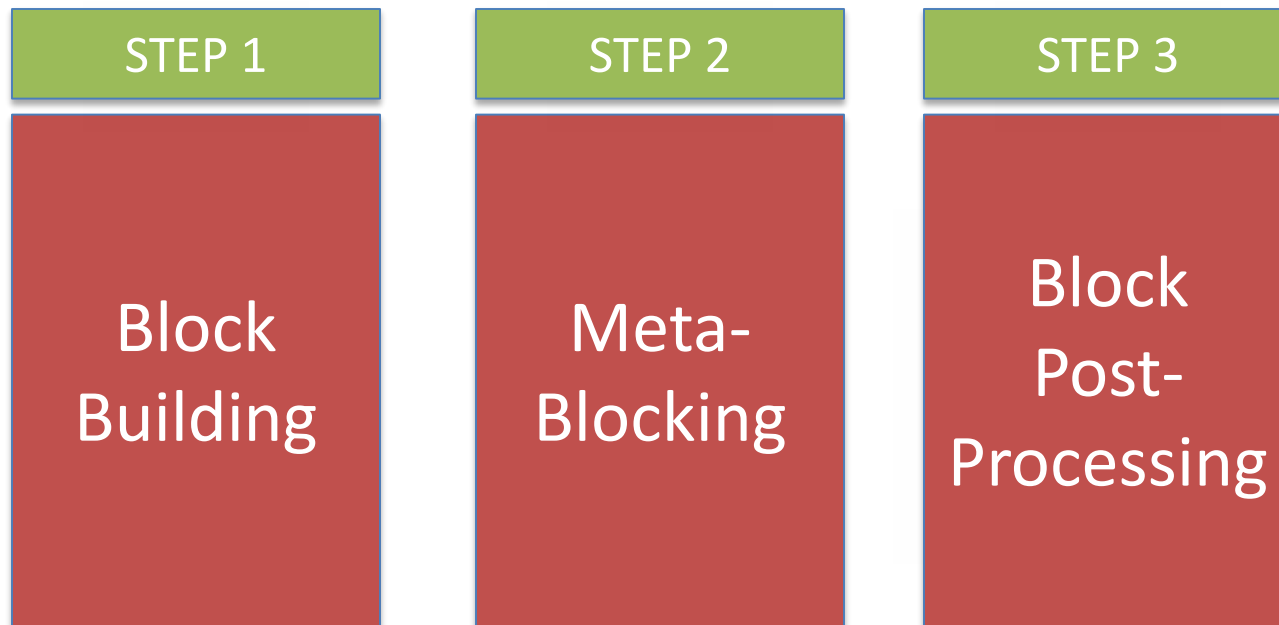 STEP 1
Block
Building
STEP 2
Meta-
Blocking
STEP 3
Block
Post-
Processing